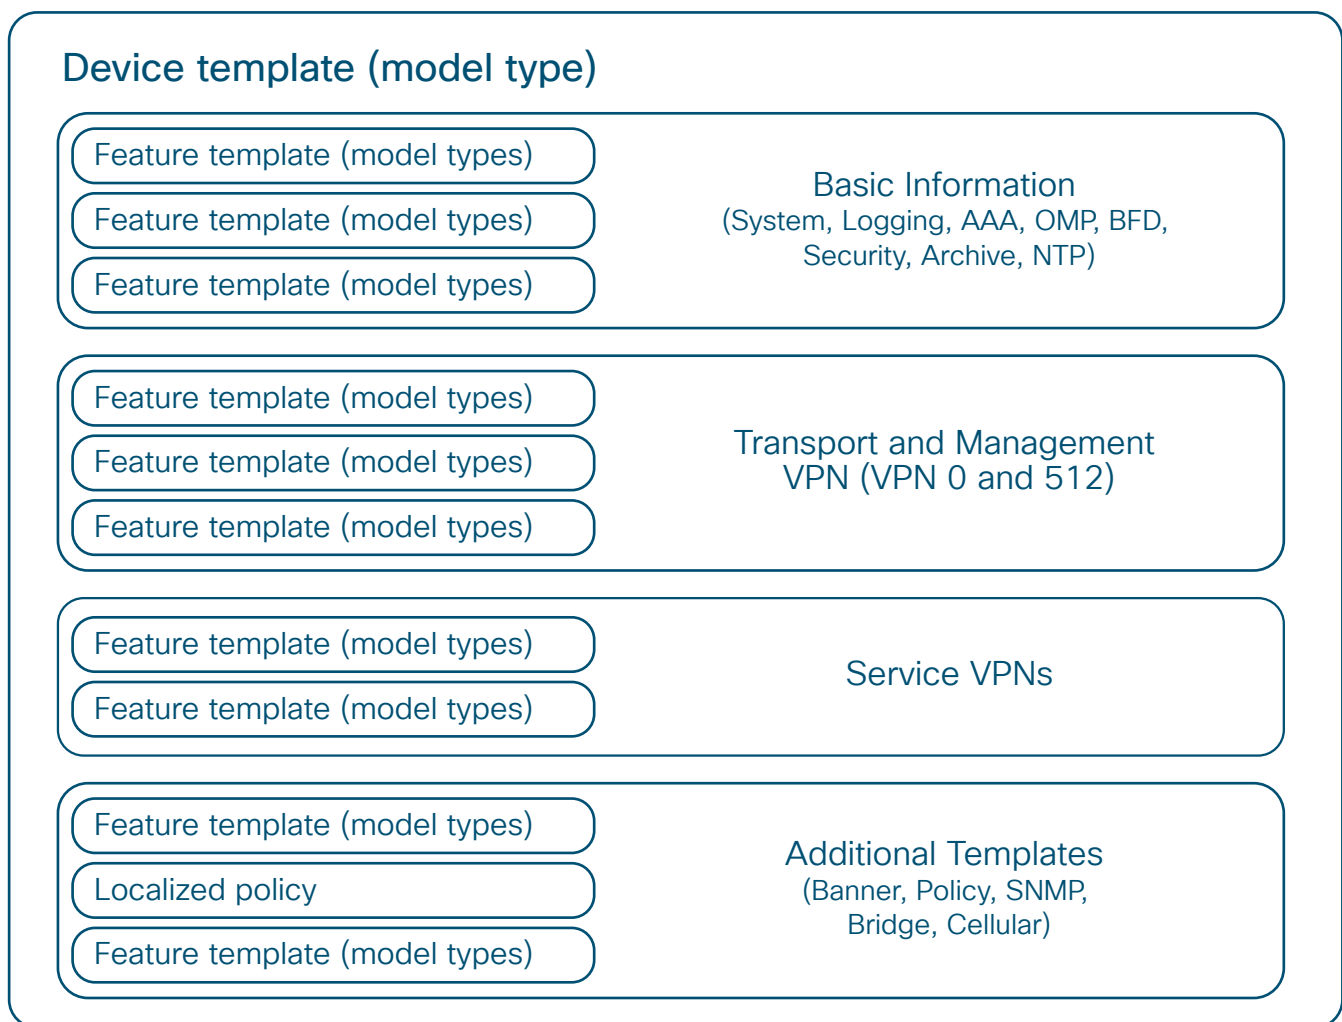 Device template (model type)
Feature template (model types)
Feature template (model types)
Feature template (model types)
Basic Information
(System, Logging, AAA, OMP, BFD,
Security, Archive, NTP)
Feature template (model types)
Feature template (model types)
Feature template (model types)
Transport and Management
VPN (VPN 0 and 512)
Feature template (model types)
Feature template (model types)
Service VPNs
Feature template (model types)
Localized policy
Feature template (model types)
Additional Templates
(Banner, Policy, SNMP,
Bridge, Cellular)